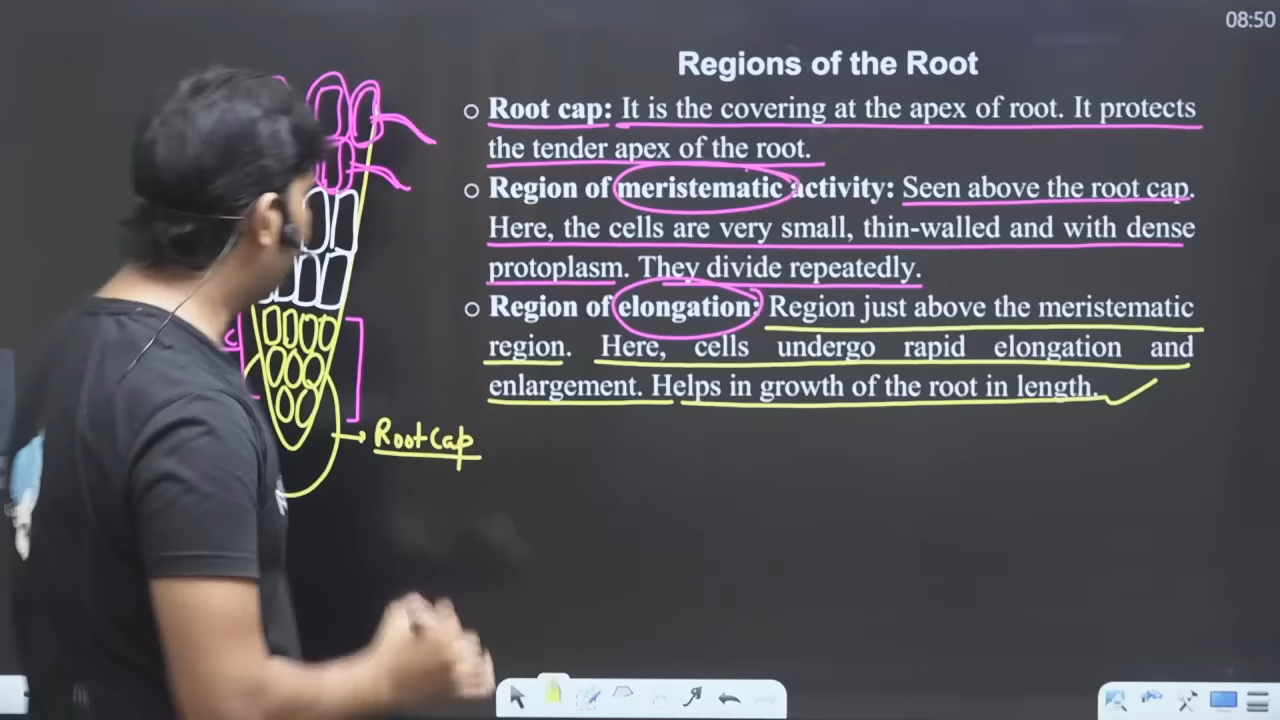 08:50
Regions of the Root
○ Root cap: It is the covering at the apex of root. It protects
the tender apex of the root.
○ Region of meristematic activity: Seen above the root cap.
Here, the cells are very small, thin-walled and with dense
protoplasm. They divide repeatedly.
○ Region of elongation: Region just above the meristematic
region. Here, cells undergo rapid elongation and
enlargement. Helps in growth of the root in length.
Root Cap